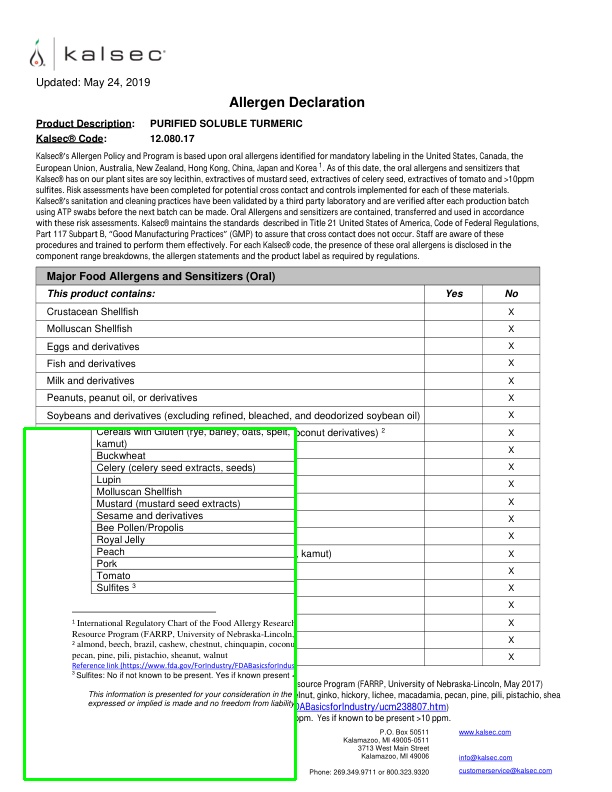 kalsec®
Updated: May 24, 2019
Allergen Declaration
Product Description: PURIFIED SOLUBLE TURMERIC
Kalsec® Code: 12.080.17
Kalsec®'s Allergen Policy and Program is based upon oral allergens identified for mandatory labeling in the United States, Canada, the
European Union, Australia, New Zealand, Hong Kong, China, Japan and Korea 1. As of this date, the oral allergens and sensitizers that
Kalsec® has on our plant sites are soy lecithin, extractives of mustard seed, extractives of celery seed, extractives of tomato and >10ppm
sulfites. Risk assessments have been completed for potential cross contact and controls implemented for each of these materials.
Kalsec®'s sanitation and cleaning practices have been validated by a third party laboratory and are verified after each production batch
using ATP swabs before the next batch can be made. Oral Allergens and sensitizers are contained, transferred and used in accordance
with these risk assessments. Kalsec® maintains the standards described in Title 21 United States of America, Code of Federal Regulations,
Part 117 Subpart B, "Good Manufacturing Practices" (GMP) to assure that cross contact does not occur. Staff are aware of these
procedures and trained to perform them effectively. For each Kalsec® code, the presence of these oral allergens is disclosed in the
component range breakdowns, the allergen statements and the product label as required by regulations.
Major Food Allergens and Sensitizers (Oral)
This product contains: Yes No
Crustacean Shellfish X
Molluscan Shellfish X
Eggs and derivatives X
Fish and derivatives X
Milk and derivatives X
Peanuts, peanut oil, or derivatives X
Soybeans and derivatives (excluding refined, bleached, and deodorized soybean oil) X
oconut derivatives) 2 X
X
X
X
X
X
X
, kamut) X
X
X
X
X
X
X
Cereals with Gluten (rye, barley, oats, spelt,
kamut)
Buckwheat
Celery (celery seed extracts, seeds)
Lupin
Molluscan Shellfish
Mustard (mustard seed extracts)
Sesame and derivatives
Bee Pollen/Propolis
Royal Jelly
Peach
Pork
Tomato
Sulfites 3
1 International Regulatory Chart of the Food Allergy Research
Resource Program (FARRP, University of Nebraska-Lincoln,
2 almond, beech, brazil, cashew, chestnut, chinquapin, coconu
pecan, pine, pili, pistachio, sheanut, walnut
Reference link (https://www.fda.gov/ForIndustry/FDABasicsforIndus
3 Sulfites: No if not known to be present. Yes if known present
This information is presented for your consideration in the
expressed or implied is made and no freedom from liability
source Program (FARRP, University of Nebraska-Lincoln, May 2017)
elnut, ginko, hickory, lichee, macadamia, pecan, pine, pili, pistachio, shea
DABasicsforIndustry/ucm238807.htm)
ppm. Yes if known to be present >10 ppm.
P.O. Box 50511 www.kalsec.com
Kalamazoo, MI 49005-0511
3713 West Main Street
Kalamazoo, MI 49006 info@kalsec.com
Phone: 269.349.9711 or 800.323.9320 customerservice@kalsec.com